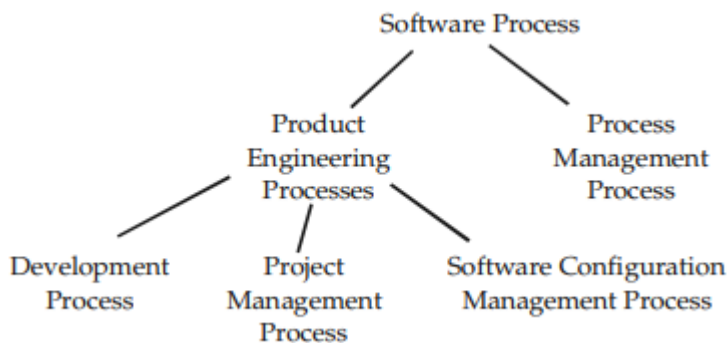 Software Process
Product
Engineering
Processes
Process
Management
Process
Development
Process
Project
Management
Process
Software Configuration
Management Process